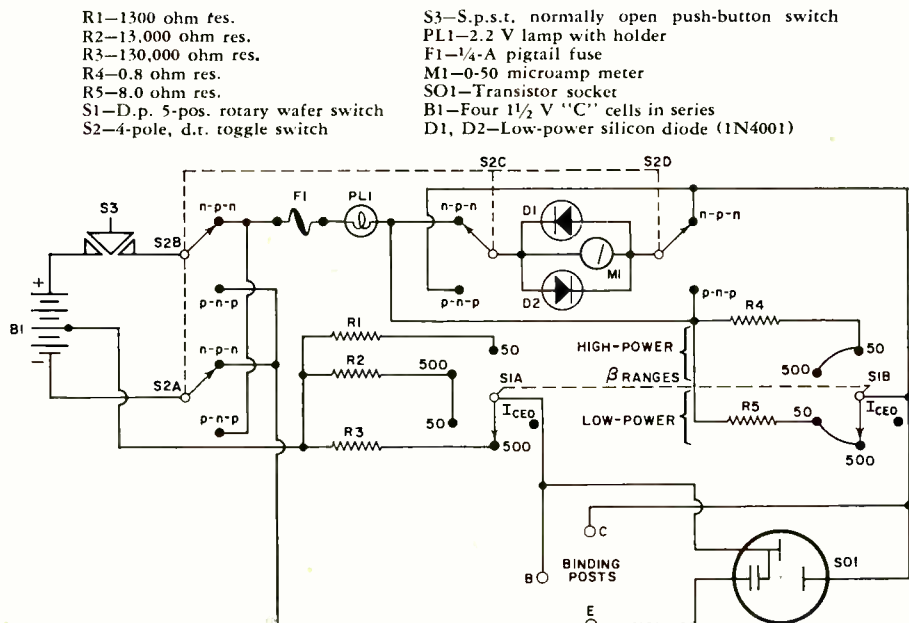 R1—1300 ohm res.
R2—13,000 ohm res.
R3—130,000 ohm res.
R4—0.8 ohm res.
R5—8.0 ohm res.
S1—D.p. 5-pos. rotary wafer switch
S2—4-pole, d.t. toggle switch
S3—S.p.s.t. normally open push-button switch
PL1—2.2 V lamp with holder
F1—¼-A pigtail fuse
M1—0-50 microamp meter
SO1—Transistor socket
B1—Four 1½ V "C" cells in series
D1, D2—Low-power silicon diode (1N4001)
S2C
S2D
S3
n-p-n
F1
PL1
n-p-n
D1
n-p-n
S2B
M1
+
p-n-p
p-n-p
D2
p-n-p
R4
B1
n-p-n
R1
50
HIGH-POWER
50
−
R2
500
500
S2A
S1A
β RANGES
S1B
p-n-p
50
ICEO
LOW-POWER
R5
50
ICEO
R3
500
500
C
B
BINDING
POSTS
SO1
E